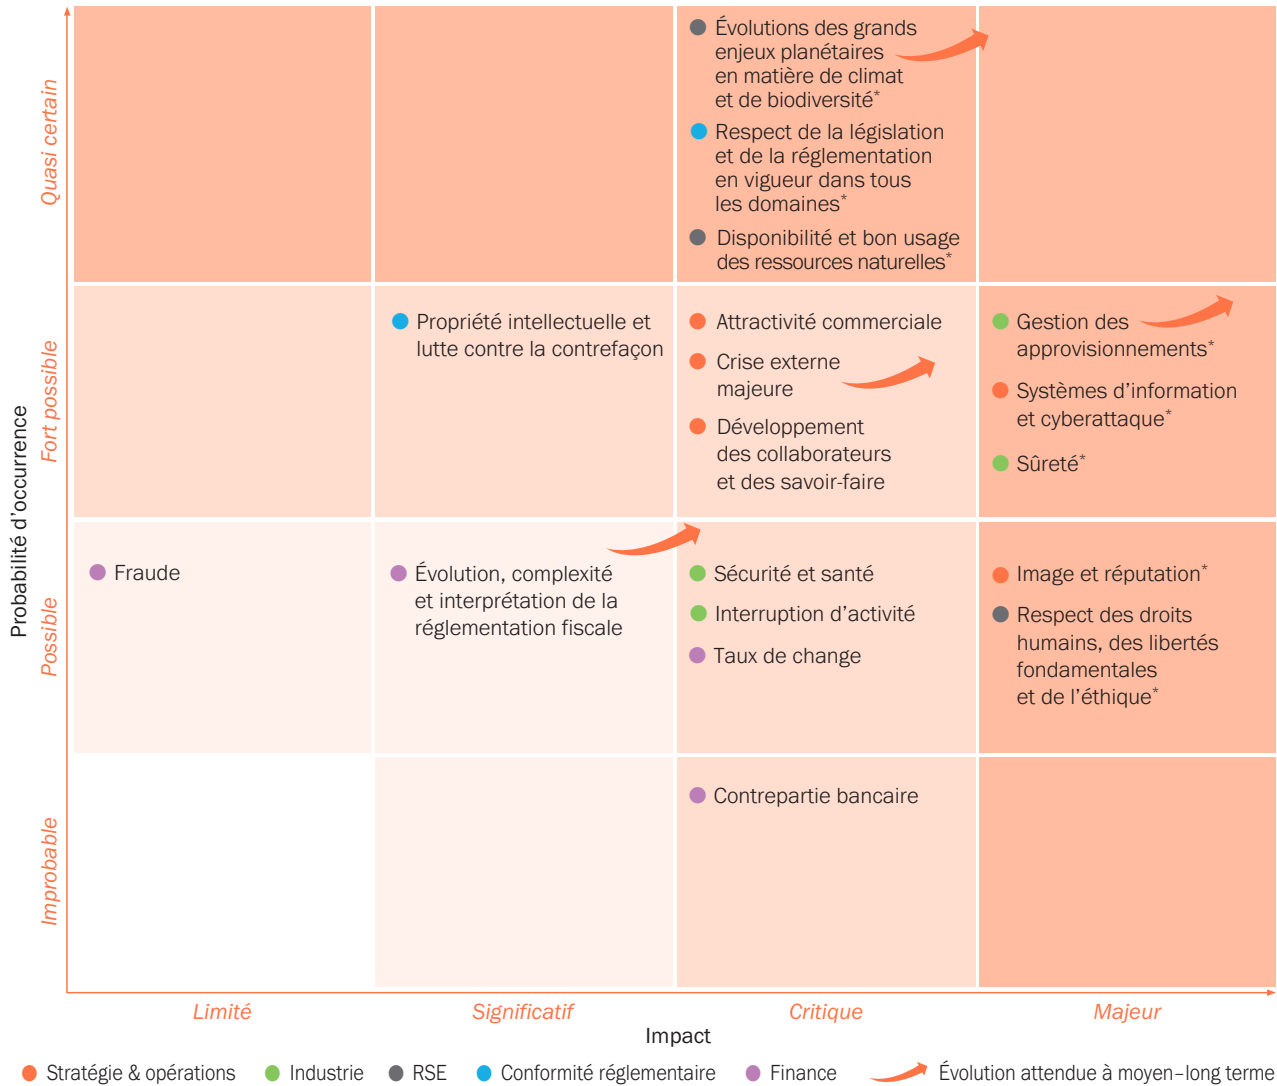 Probabilité d'occurrence
Quasi certain
Évolutions des grands
enjeux planétaires
en matière de climat
et de biodiversité*
Respect de la législation
et de la réglementation
en vigueur dans tous
les domaines*
Disponibilité et bon usage
des ressources naturelles*
Fort possible
Propriété intellectuelle et
lutte contre la contrefaçon
Attractivité commerciale
Crise externe
majeure
Développement
des collaborateurs
et des savoir-faire
Gestion des
approvisionnements*
Systèmes d'information
et cyberattaque*
Sûreté*
Possible
Fraude
Évolution, complexité
et interprétation de la
réglementation fiscale
Sécurité et santé
Interruption d'activité
Taux de change
Image et réputation*
Respect des droits
humains, des libertés
fondamentales
et de l'éthique*
Improbable
Contrepartie bancaire
Limité
Significatif
Critique
Majeur
Impact
Stratégie & opérations
Industrie
RSE
Conformité réglementaire
Finance
Évolution attendue à moyen–long terme